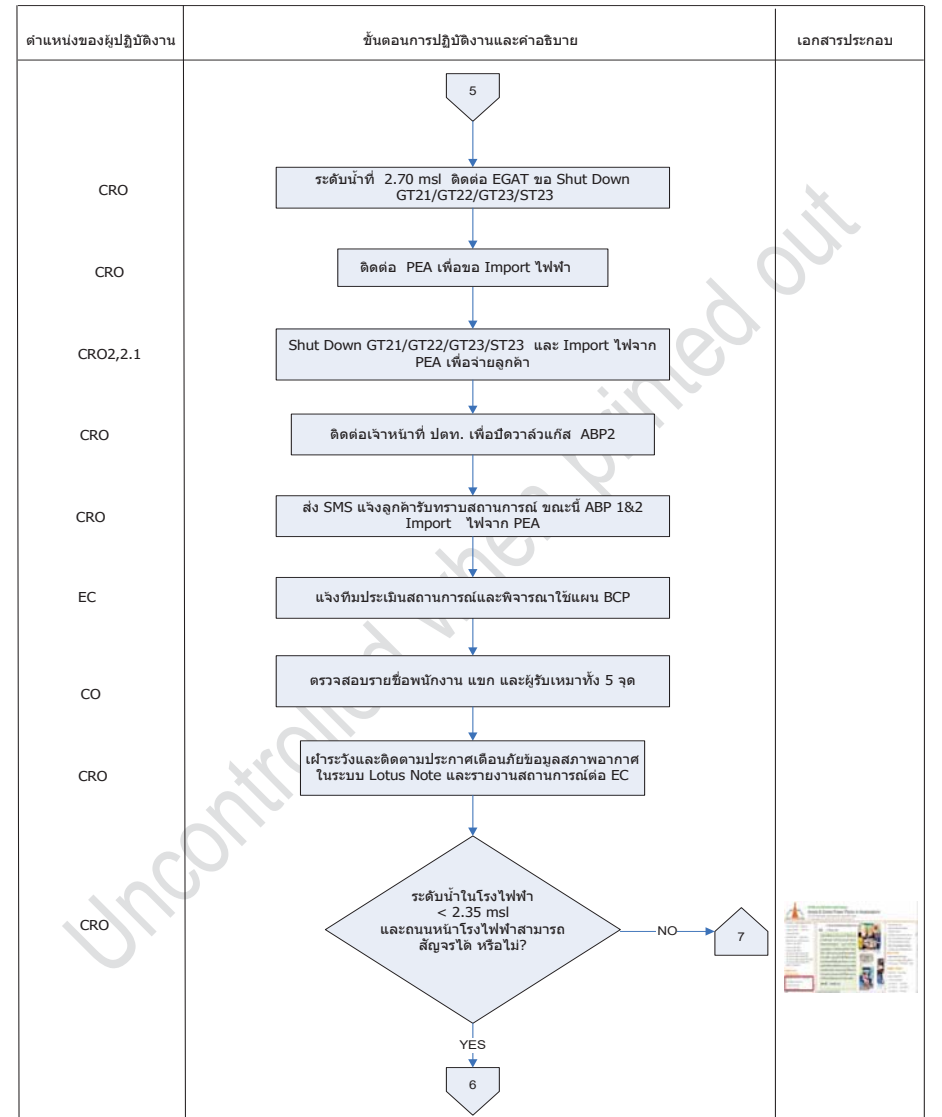 ตำแหน่งของผู้ปฏิบัติงาน
ขั้นตอนการปฏิบัติงานและคำอธิบาย
เอกสารประกอบ
5
CRO
ระดับน้ำที่ 2.70 msl ติดต่อ EGAT ขอ Shut Down
GT21/GT22/GT23/ST23
CRO
ติดต่อ PEA เพื่อขอ Import ไฟฟ้า
CRO2,2.1
Shut Down GT21/GT22/GT23/ST23 และ Import ไฟจาก
PEA เพื่อจ่ายลูกค้า
CRO
ติดต่อเจ้าหน้าที่ ปตท. เพื่อปิดวาล์วแก๊ส ABP2
CRO
ส่ง SMS แจ้งลูกค้ารับทราบสถานการณ์ ขณะนี้ ABP 1&2
Import ไฟจาก PEA
EC
แจ้งทีมประเมินสถานการณ์และพิจารณาใช้แผน BCP
CO
ตรวจสอบรายชื่อพนักงาน แขก และผู้รับเหมาทั้ง 5 จุด
CRO
เฝ้าระวังและติดตามประกาศเตือนภัยข้อมูลสภาพอากาศ
ในระบบ Lotus Note และรายงานสถานการณ์ต่อ EC
CRO
ระดับน้ำในโรงไฟฟ้า
< 2.35 msl
และถนนหน้าโรงไฟฟ้าสามารถ
สัญจรได้ หรือไม่?
NO
7
YES
6
Uncontrolled when printed out